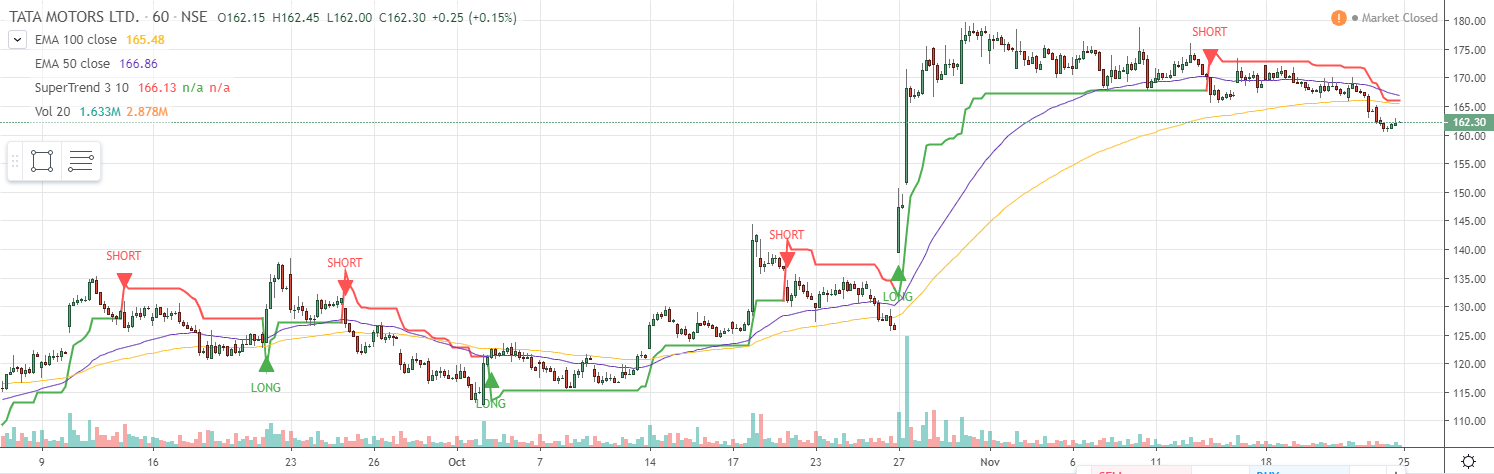 TATA MOTORS LTD. · 60 · NSE O162.15 H162.45 L162.00 C162.30 +0.25 (+0.15%)
! Market Closed
EMA 100 close 165.48
EMA 50 close 166.86
SuperTrend 3 10 166.13 n/a n/a
Vol 20 1.633M 2.878M
SHORT
SHORT
SHORT
SHORT
LONG
LONG
LONG
180.00
175.00
170.00
165.00
162.30
160.00
155.00
150.00
145.00
140.00
135.00
130.00
125.00
120.00
115.00
110.00
9 16 23 26 Oct 7 14 17 23 27 Nov 6 11 18 25
SELL BUY